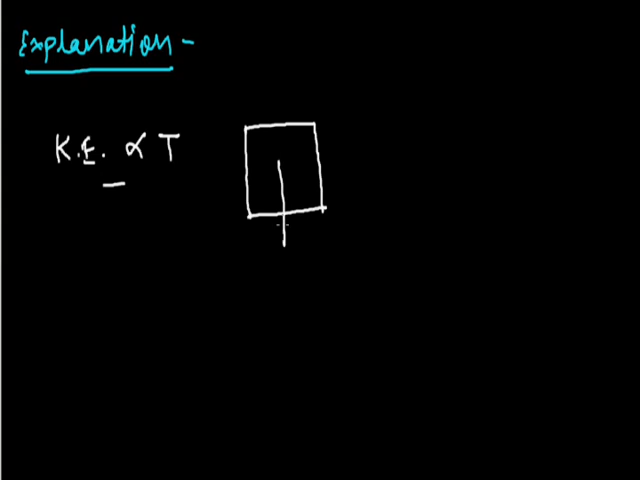 Explanation -
K.E. ∝ T